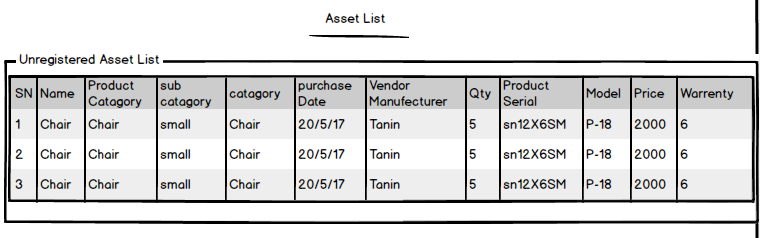 Asset List
Unregistered Asset List
SN Name Product Catagory sub catagory catagory purchase Date Vendor Manufecturer Qty Product Serial Model Price Warrenty
1 Chair Chair small Chair 20/5/17 Tanin 5 sn12X6SM P-18 2000 6
2 Chair Chair small Chair 20/5/17 Tanin 5 sn12X6SM P-18 2000 6
3 Chair Chair small Chair 20/5/17 Tanin 5 sn12X6SM P-18 2000 6